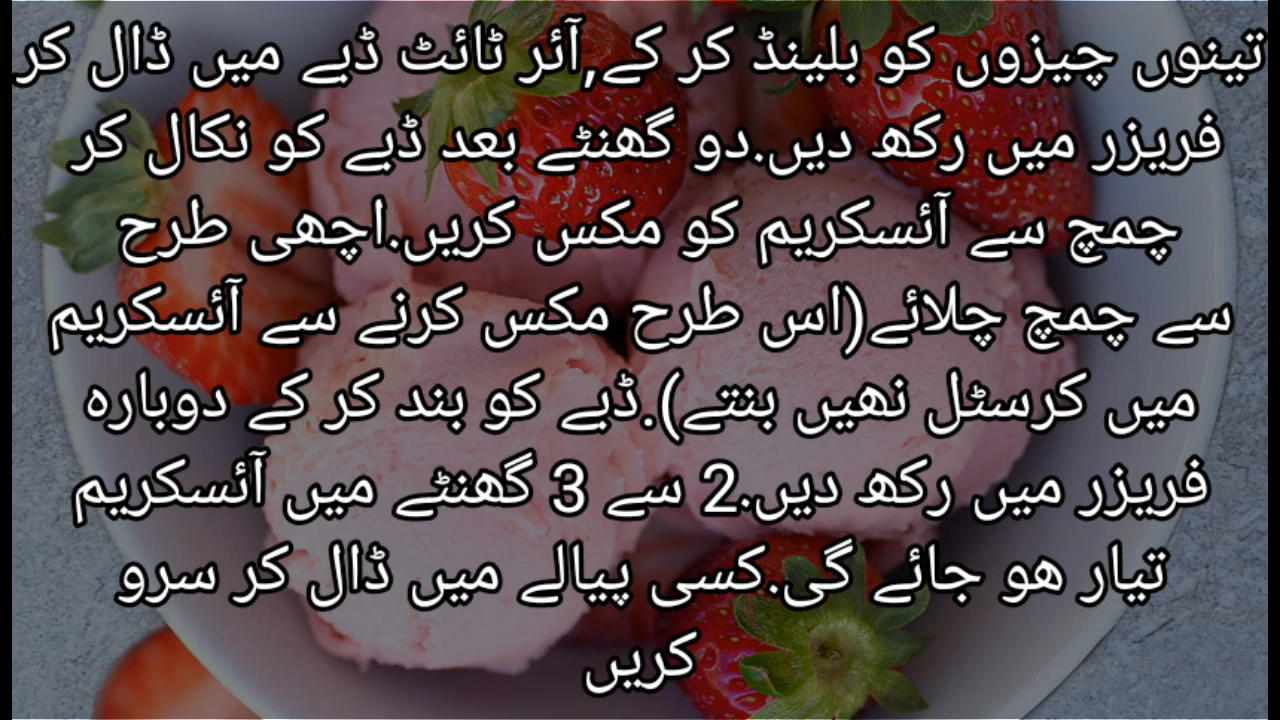 تینوں چیزوں کو بلینڈ کر کے,آئر ٹائٹ ڈبے میں ڈال کر
فریزر میں رکھ دیں.دو گھنٹے بعد ڈبے کو نکال کر
چمچ سے آئسکریم کو مکس کریں.اچھی طرح
سے چمچ چلائے(اس طرح مکس کرنے سے آئسکریم
میں کرسٹل نھیں بنتے).ڈبے کو بند کر کے دوبارہ
فریزر میں رکھ دیں.2 سے 3 گھنٹے میں آئسکریم
تیار ھو جائے گی.کسی پیالے میں ڈال کر سرو
کریں